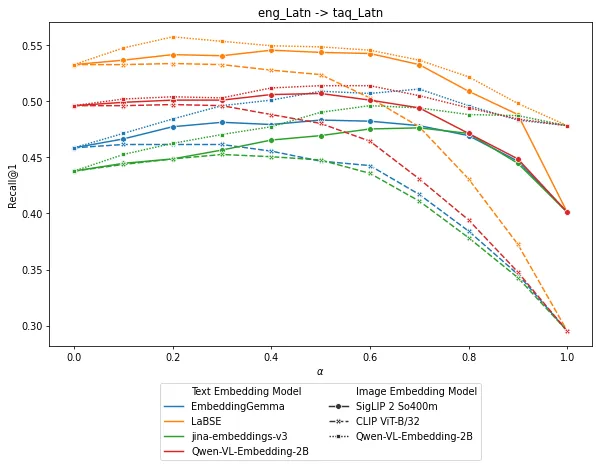 eng_Latn -> taq_Latn
Recall@1
0.55
0.50
0.45
0.40
0.35
0.30
0.0
0.2
0.4
0.6
0.8
1.0
α
Text Embedding Model
EmbeddingGemma
LaBSE
jina-embeddings-v3
Qwen-VL-Embedding-2B
Image Embedding Model
SigLIP 2 So400m
CLIP ViT-B/32
Qwen-VL-Embedding-2B